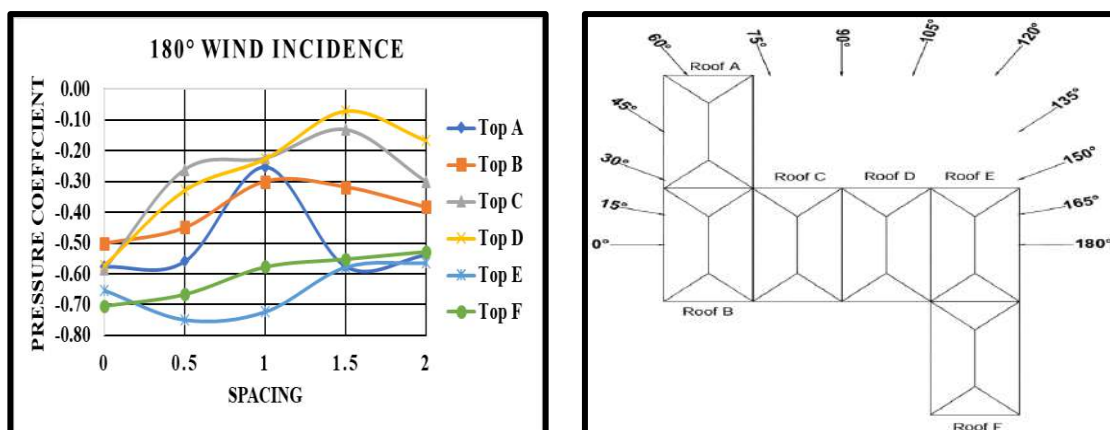 180° WIND INCIDENCE
PRESSURE COEFFCIENT
0.00
-0.10
-0.20
-0.30
-0.40
-0.50
-0.60
-0.70
-0.80
0 0.5 1 1.5 2
SPACING
Top A
Top B
Top C
Top D
Top E
Top F
60° 75° 90° 105° 120°
Roof A
45° 135°
30° 150°
Roof C Roof D Roof E
15° 165°
0° 180°
Roof B
Roof F